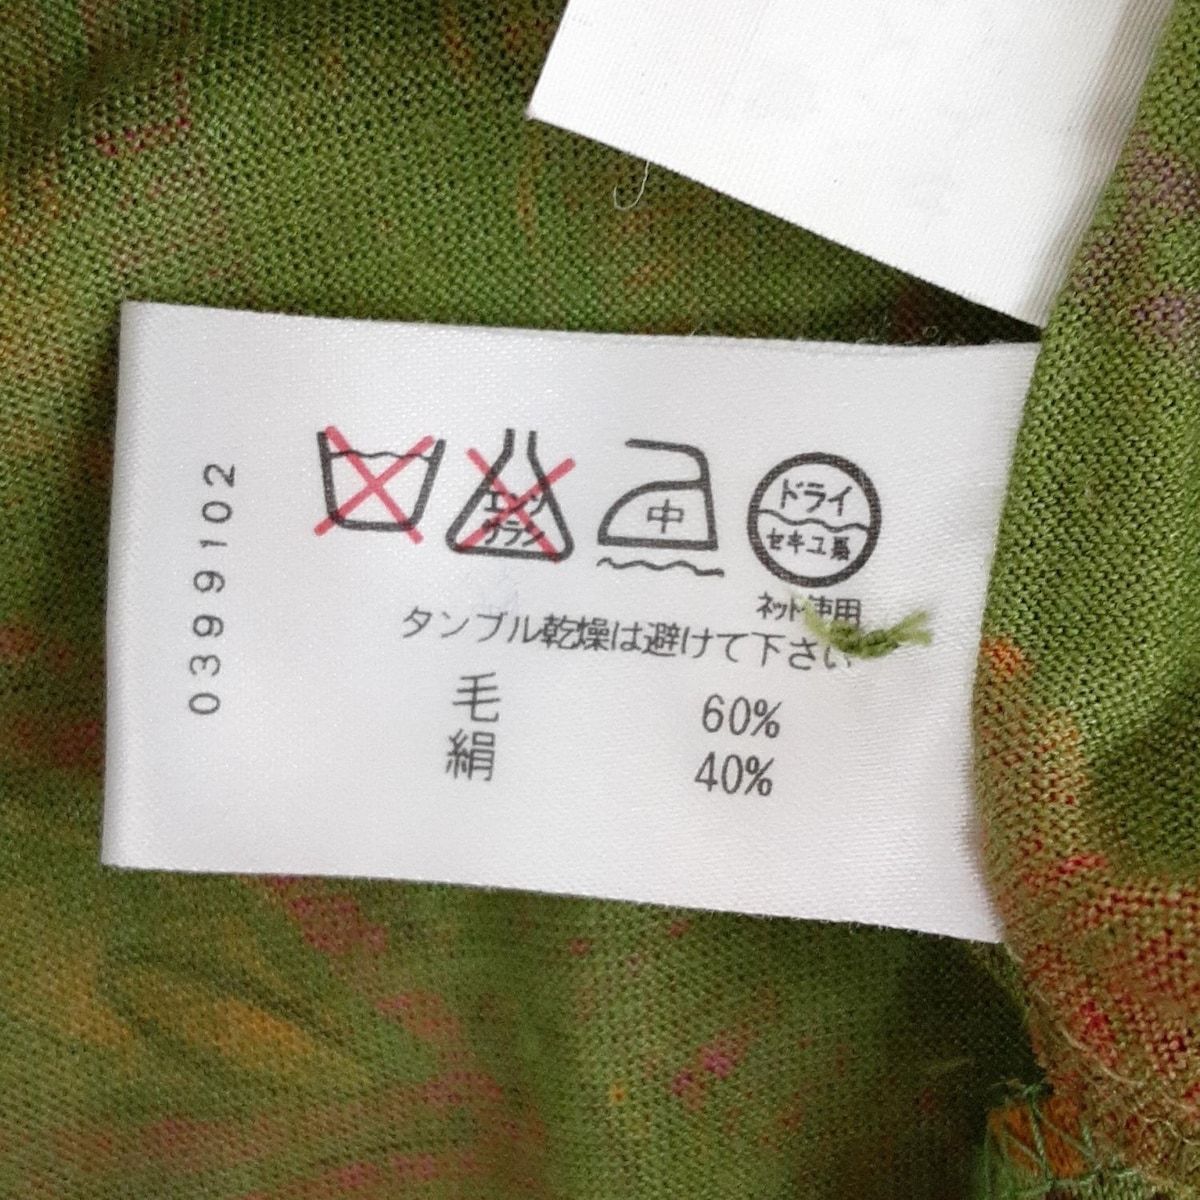 エンソ
サラシ
中
ドライ
セキユ系
ネット使用
タンブル乾燥は避けて下さい
毛 60%
絹 40%
0399102